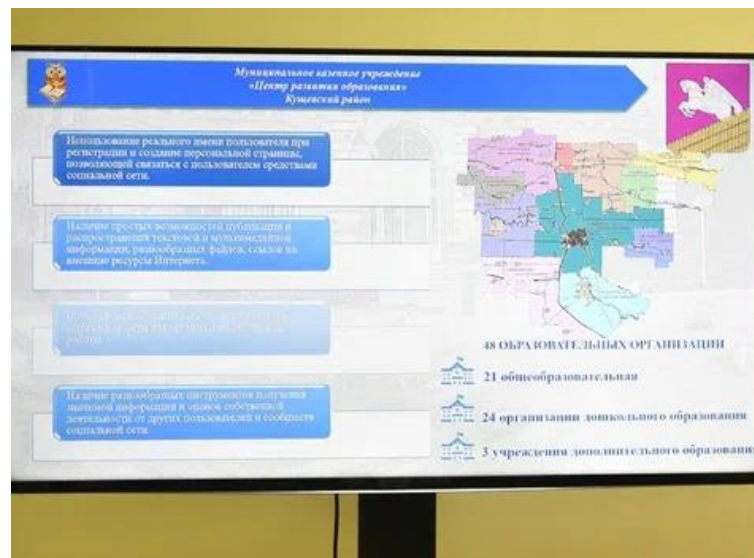 Муниципальное казенное учреждение
«Центр развития образования»
Кущевский район
Использование реального имени пользователя при
регистрации и создание персональной страницы,
позволяющей связаться с пользователем средствами
социальной сети.
Наличие простых возможностей публикации и
распространения текстовой и мультимедийной
информации, разнообразных файлов, ссылок на
внешние ресурсы Интернета.
работы
Наличие разнообразных инструментов получения
значимой информации и оценок собственной
деятельности от других пользователей и сообществ
социальной сети.
48 ОБРАЗОВАТЕЛЬНЫХ ОРГАНИЗАЦИИ
21 общеобразовательная
24 организации дошкольного образования
3 учреждения дополнительного образования